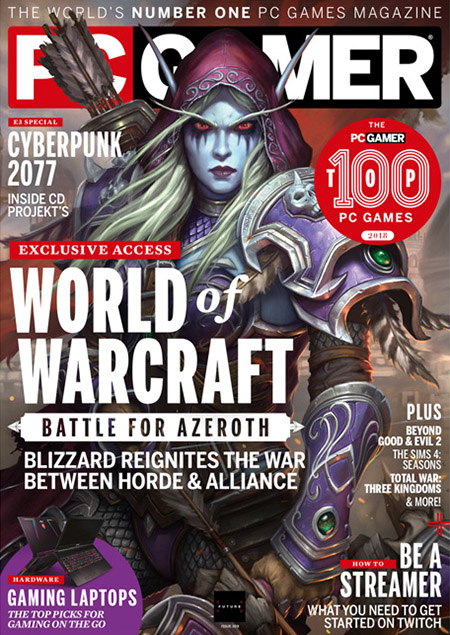 THE WORLD'S NUMBER ONE PC GAMES MAGAZINE
PC GAMER
E3 SPECIAL
CYBERPUNK
2077
INSIDE CD
PROJEKT'S
THE
PC GAMER
TOP
100
PC GAMES
2018
EXCLUSIVE ACCESS
WORLD of
WARCRAFT
BATTLE FOR AZEROTH
BLIZZARD REIGNITES THE WAR
BETWEEN HORDE & ALLIANCE
PLUS
BEYOND
GOOD & EVIL 2
THE SIMS 4:
SEASONS
TOTAL WAR:
THREE KINGDOMS
& MORE!
HARDWARE
GAMING LAPTOPS
THE TOP PICKS FOR
GAMING ON THE GO
FUTURE
HOW TO
BE A
STREAMER
WHAT YOU NEED TO GET
STARTED ON TWITCH